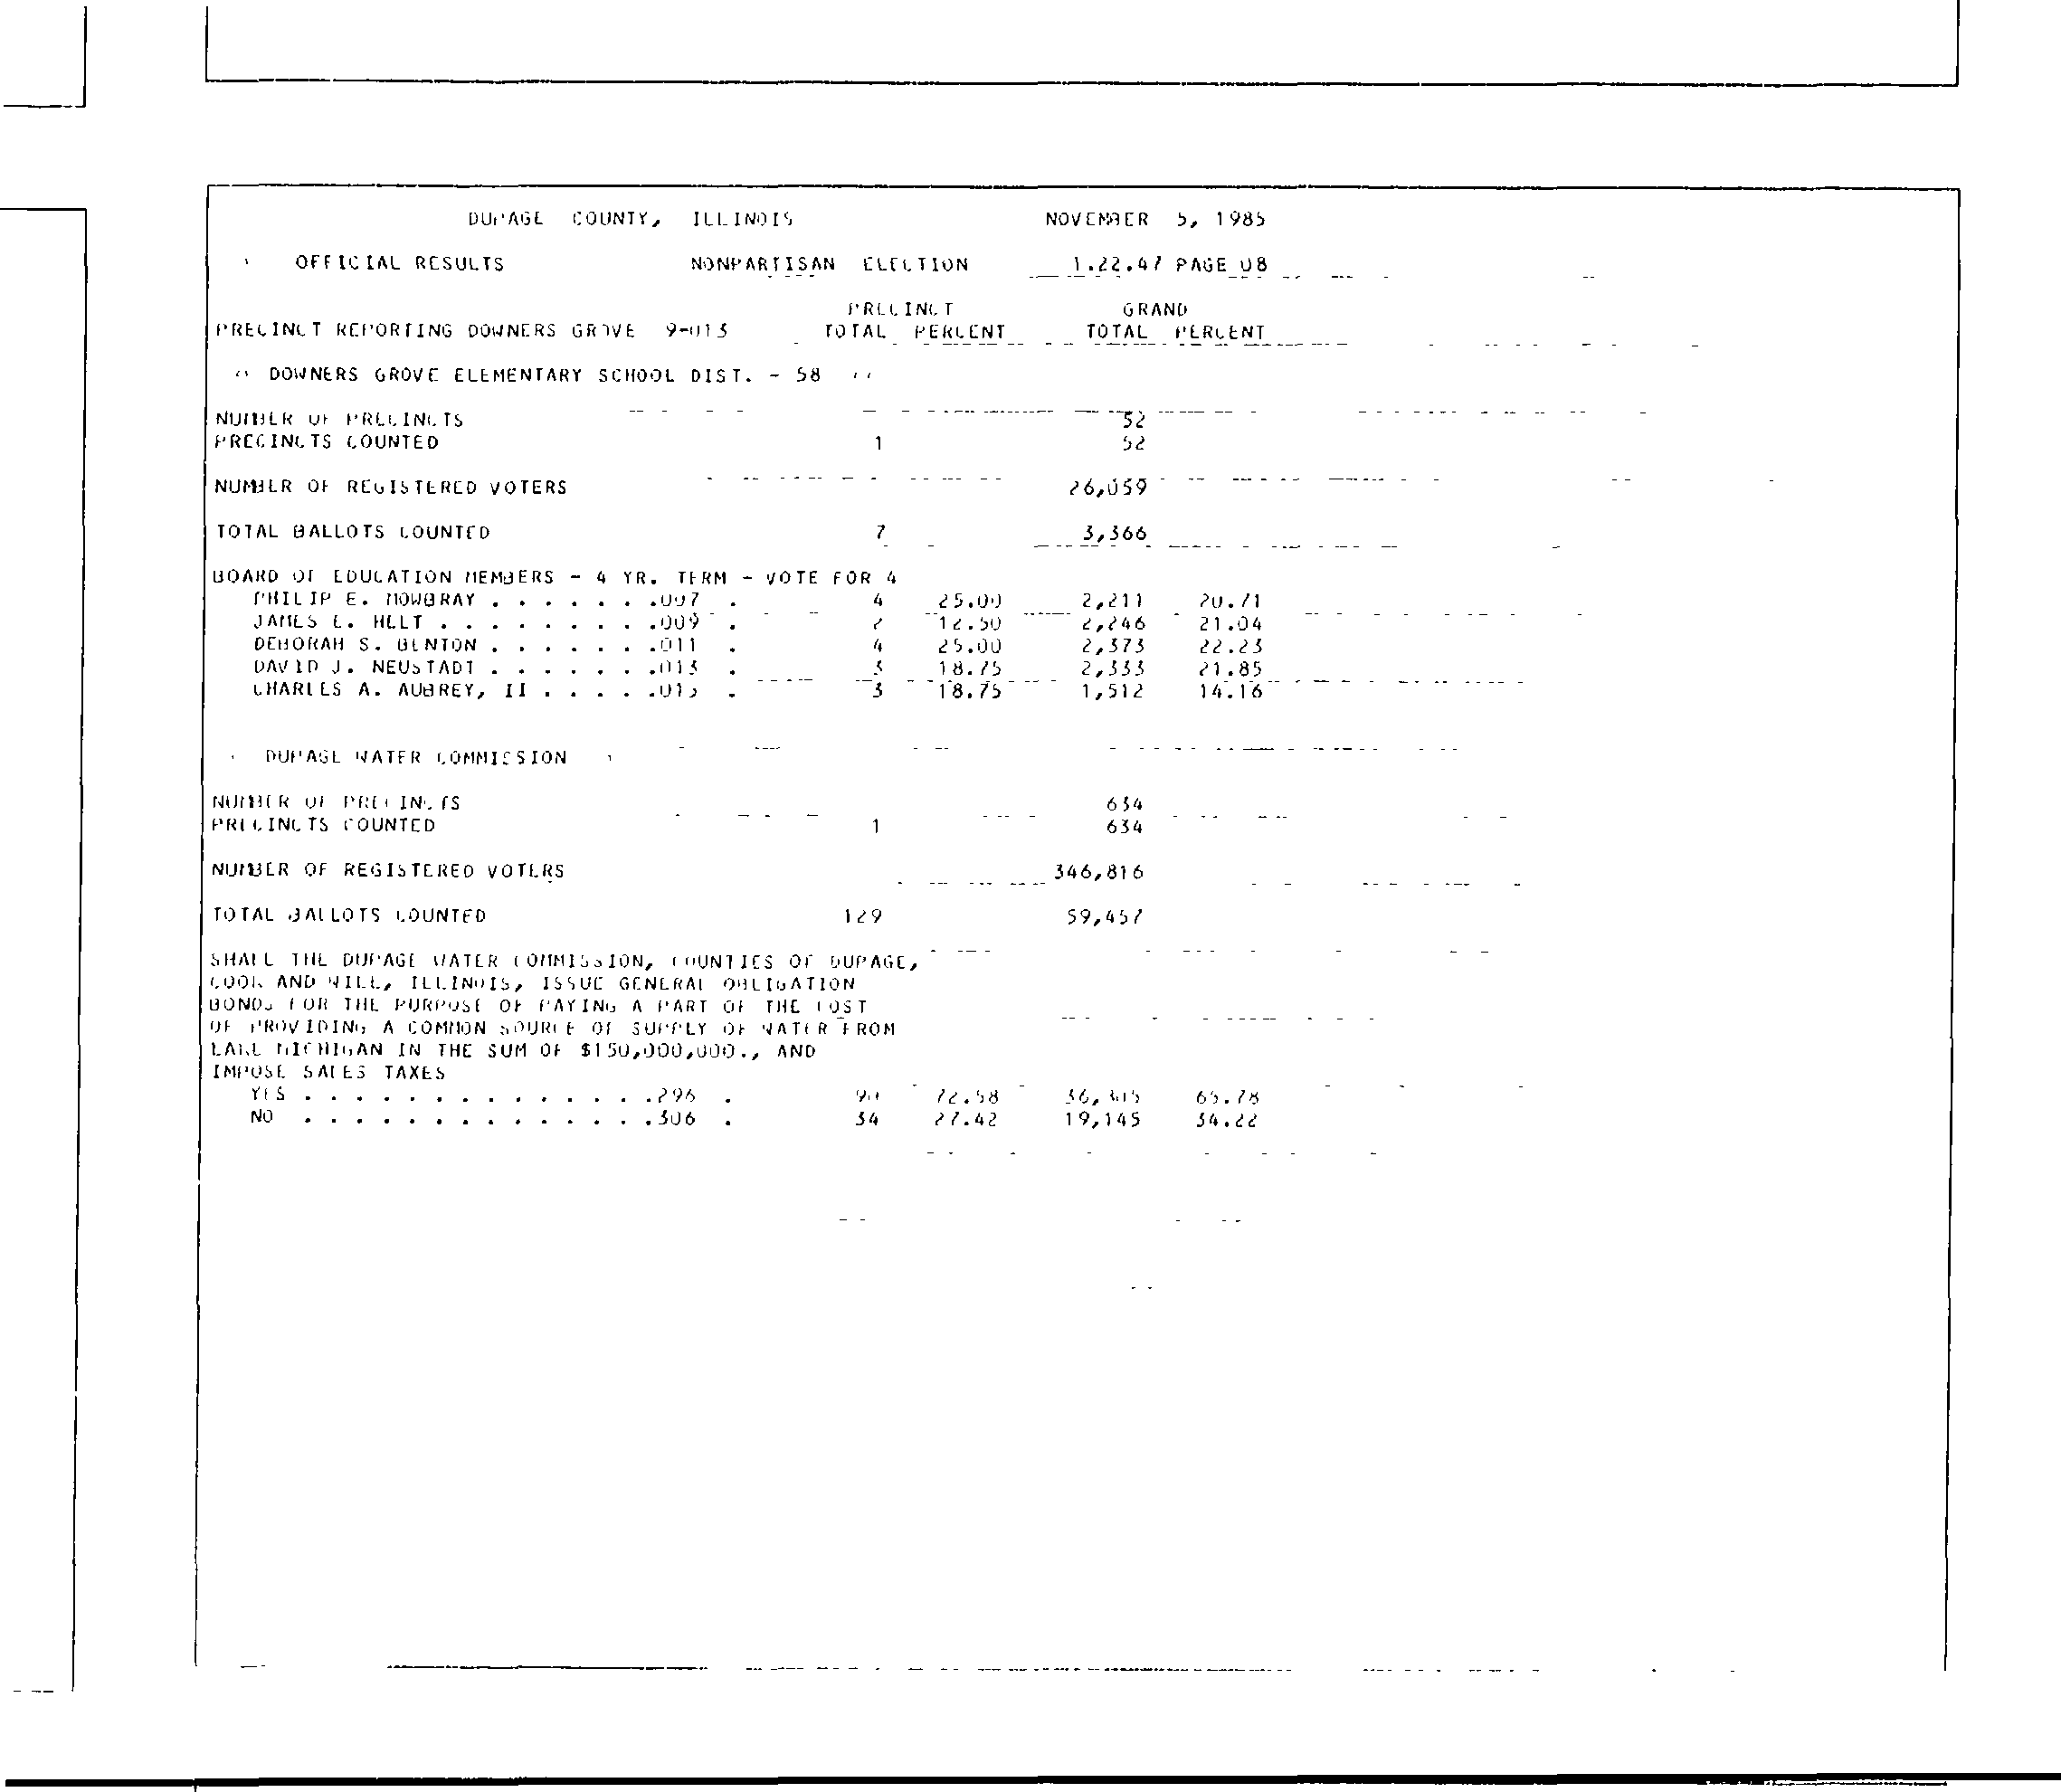 DUPAGE COUNTY, ILLINOIS NOVEMBER 5, 1985
OFFICIAL RESULTS NONPARTISAN ELECTION 1.22.47 PAGE 08
PRECINCT GRAND
PRECINCT REPORTING DOWNERS GROVE 9-013 TOTAL PERCENT TOTAL PERCENT
DOWNERS GROVE ELEMENTARY SCHOOL DIST. - 58
NUMBER OF PRECINCTS 52
PRECINCTS COUNTED 1 52
NUMBER OF REGISTERED VOTERS 26,059
TOTAL BALLOTS COUNTED 7 3,366
BOARD OF EDUCATION MEMBERS - 4 YR. TERM - VOTE FOR 4
PHILIP E. MOWBRAY . . . . . . .007 . 4 25.00 2,211 20.71
JAMES E. HELT . . . . . . . . .009 . 2 12.50 2,246 21.04
DEBORAH S. BENTON . . . . . . .011 . 4 25.00 2,373 22.23
DAVID J. NEUSTADT . . . . . . .013 . 3 18.75 2,333 21.85
CHARLES A. AUBREY, II . . . . .015 . 3 18.75 1,512 14.16
DUPAGE WATER COMMISSION
NUMBER OF PRECINCTS 634
PRECINCTS COUNTED 1 634
NUMBER OF REGISTERED VOTERS 346,816
TOTAL BALLOTS COUNTED 129 59,457
SHALL THE DUPAGE WATER COMMISSION, COUNTIES OF DUPAGE,
COOK AND WILL, ILLINOIS, ISSUE GENERAL OBLIGATION
BONDS FOR THE PURPOSE OF PAYING A PART OF THE COST
OF PROVIDING A COMMON SOURCE OF SUPPLY OF WATER FROM
LAKE MICHIGAN IN THE SUM OF $150,000,000., AND
IMPOSE SALES TAXES
YES . . . . . . . . . . . . . .296 . 90 72.58 65.78
NO . . . . . . . . . . . . . .306 . 34 27.42 19,145 34.22